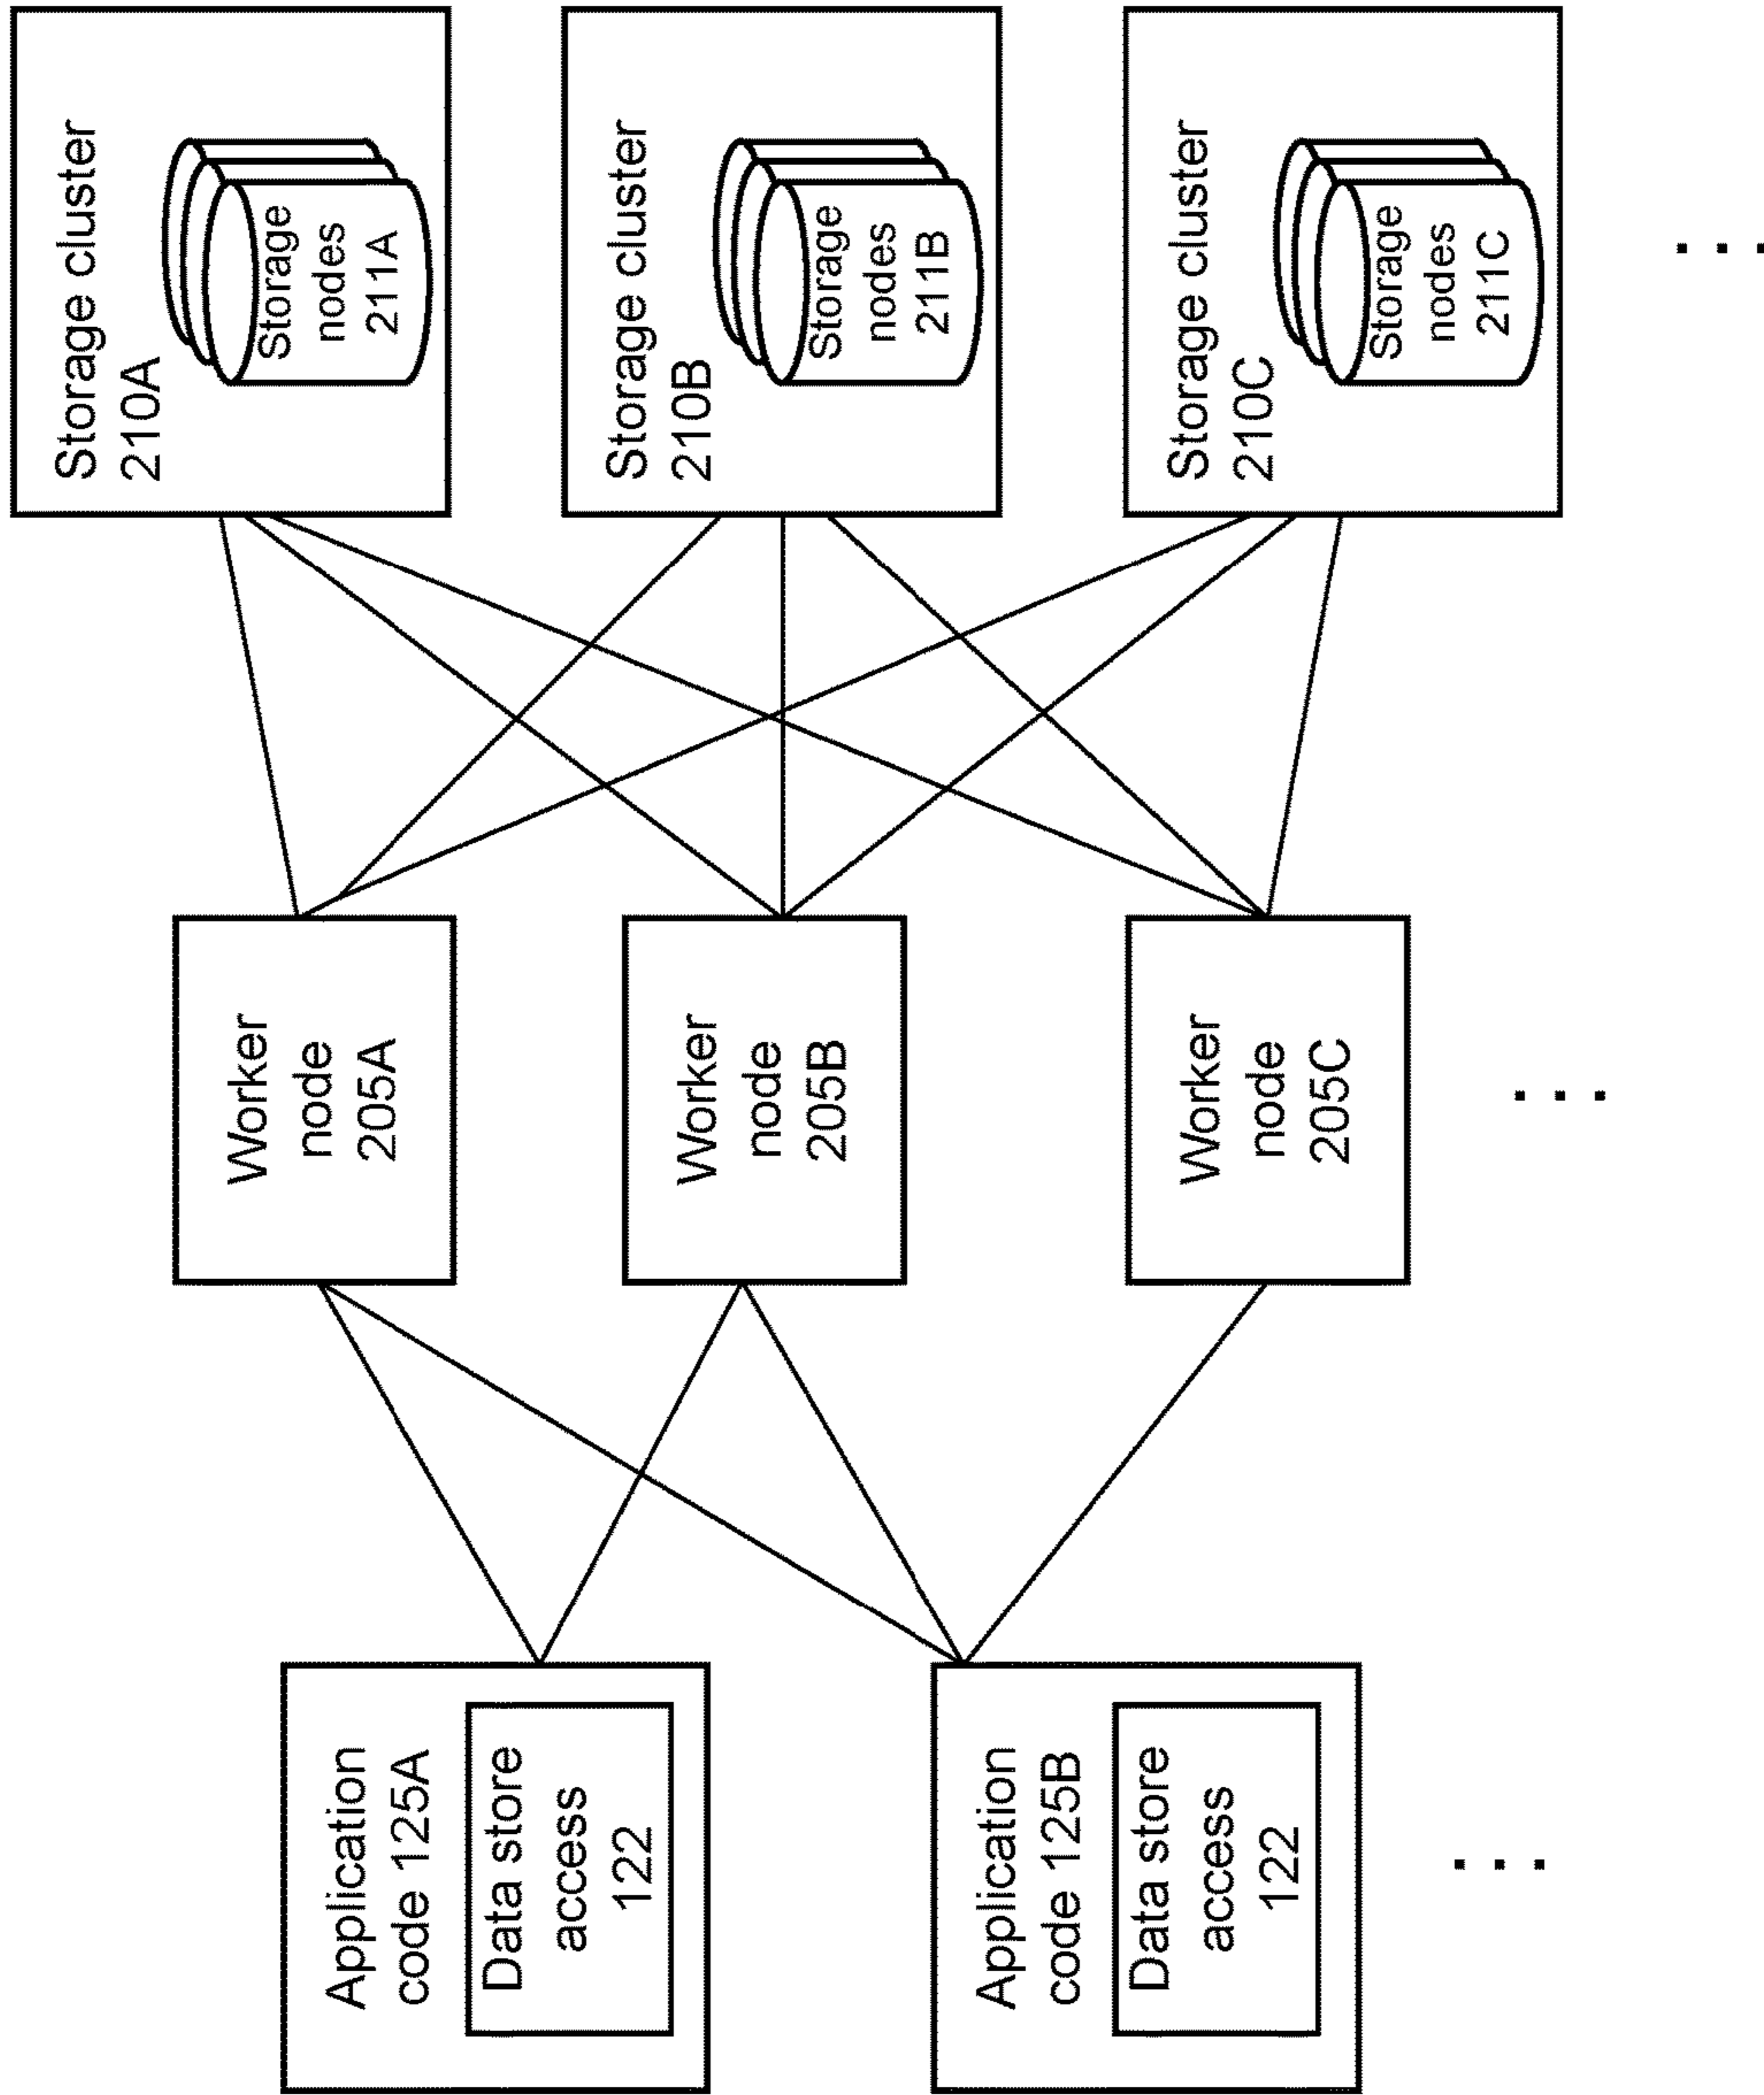 Application
code 125A
Data store
access
122
Application
code 125B
Data store
access
122
. . .
Worker
node
205A
Worker
node
205B
Worker
node
205C
. . .
Storage cluster
210A
Storage
nodes
211A
Storage cluster
210B
Storage
nodes
211B
Storage cluster
210C
Storage
nodes
211C
. . .